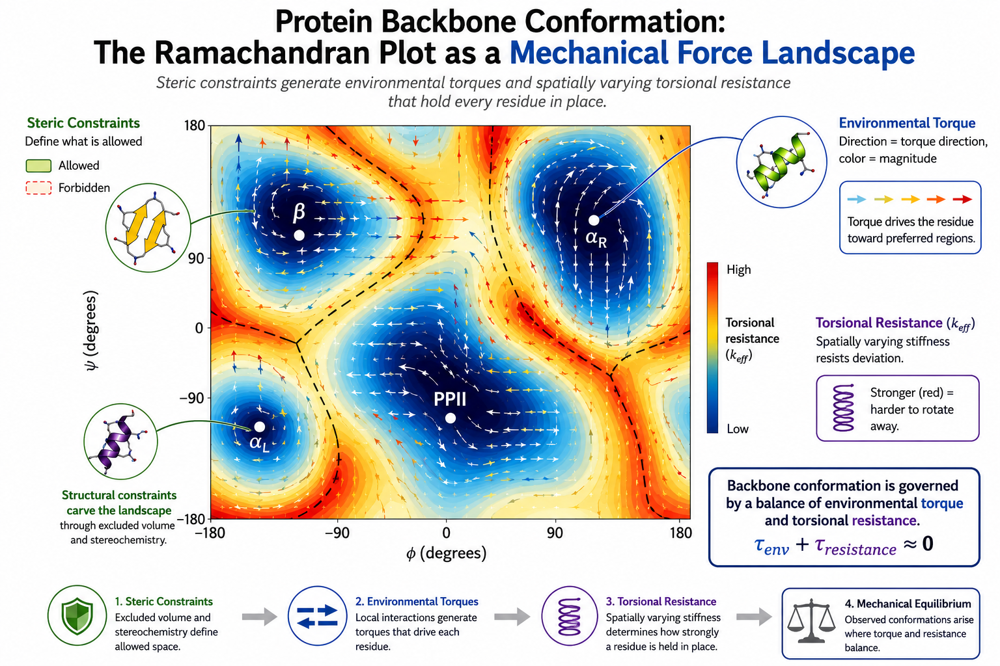 Protein Backbone Conformation:
The Ramachandran Plot as a Mechanical Force Landscape
Steric constraints generate environmental torques and spatially varying torsional resistance
that hold every residue in place.
Steric Constraints
Define what is allowed
Allowed
Forbidden
Structural constraints
carve the landscape
through excluded volume
and stereochemistry.
ψ (degrees)
180
90
0
−90
−180
−180
−90
0
90
180
ϕ (degrees)
β
αR
PPII
αL
High
Torsional
resistance
(keff)
Low
Environmental Torque
Direction = torque direction,
color = magnitude
Torque drives the residue
toward preferred regions.
Torsional Resistance (keff)
Spatially varying stiffness
resists deviation.
Stronger (red) =
harder to rotate
away.
Backbone conformation is governed
by a balance of environmental torque
and torsional resistance.
τenv + τresistance ≈ 0
1. Steric Constraints
Excluded volume and
stereochemistry define
allowed space.
2. Environmental Torques
Local interactions generate
torques that drive each
residue.
3. Torsional Resistance
Spatially varying stiffness
determines how strongly
a residue is held in place.
4. Mechanical Equilibrium
Observed conformations arise
where torque and resistance
balance.